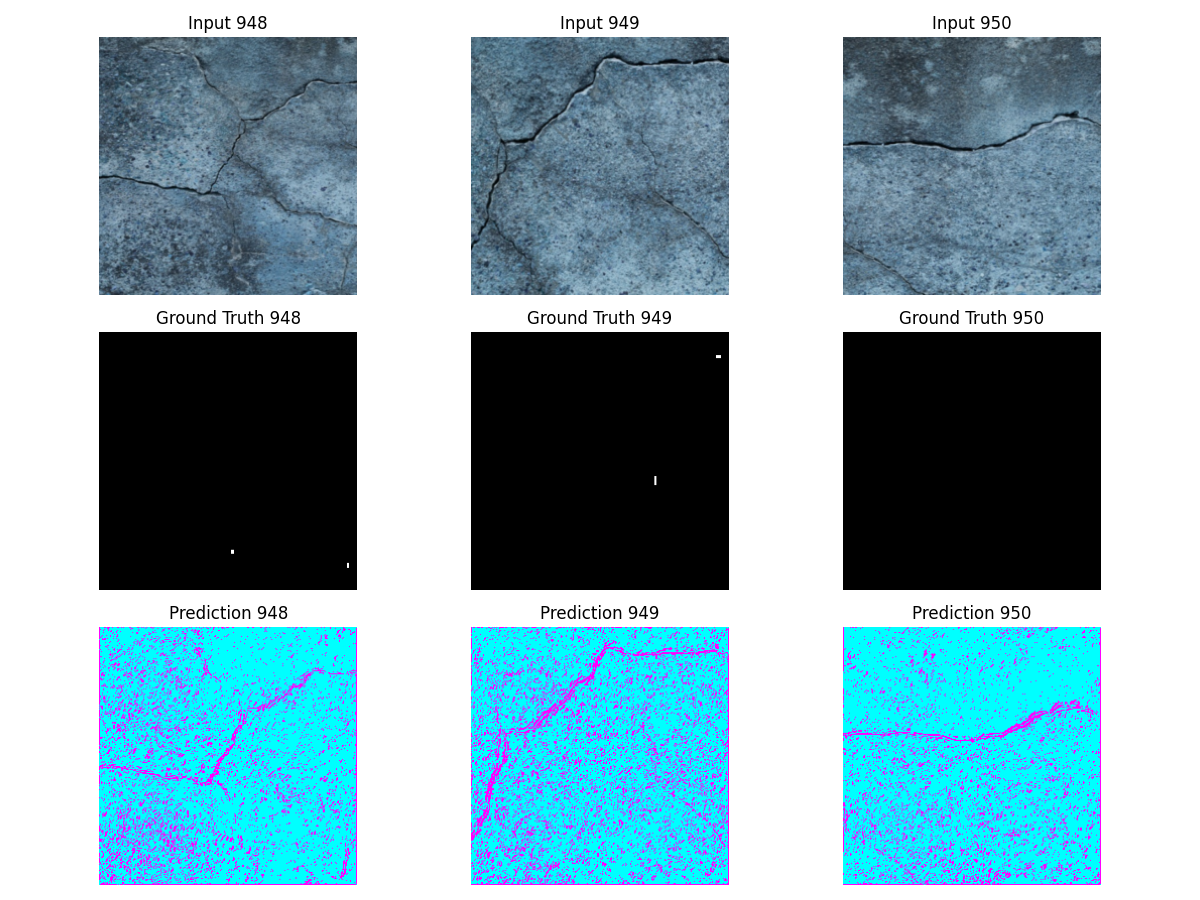 Input 948
Input 949
Input 950
Ground Truth 948
Ground Truth 949
Ground Truth 950
Prediction 948
Prediction 949
Prediction 950